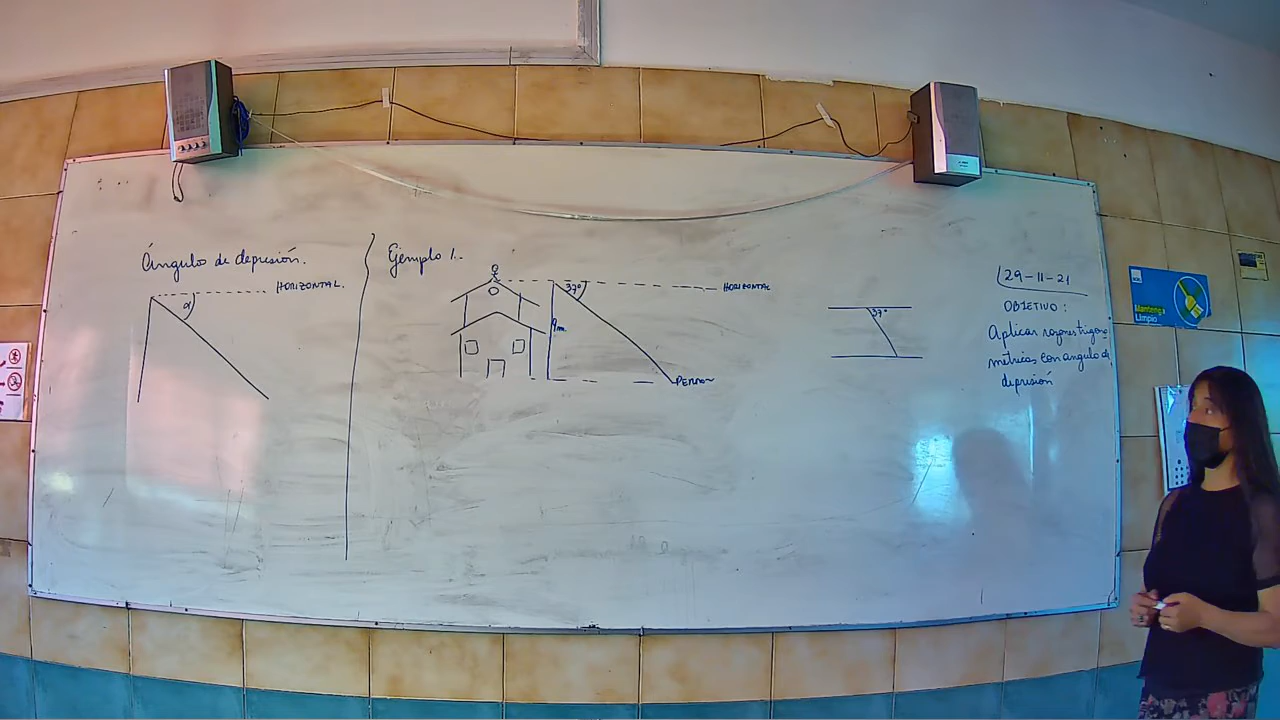 Ángulo de depresión.
HORIZONTAL.
α
Ejemplo 1.
37°
HORIZONTAL
9m
PERRO
37°
29-11-21
OBJETIVO:
Aplicar razones trigono
métricas con angulo de
depresión
Mantenga
Limpio